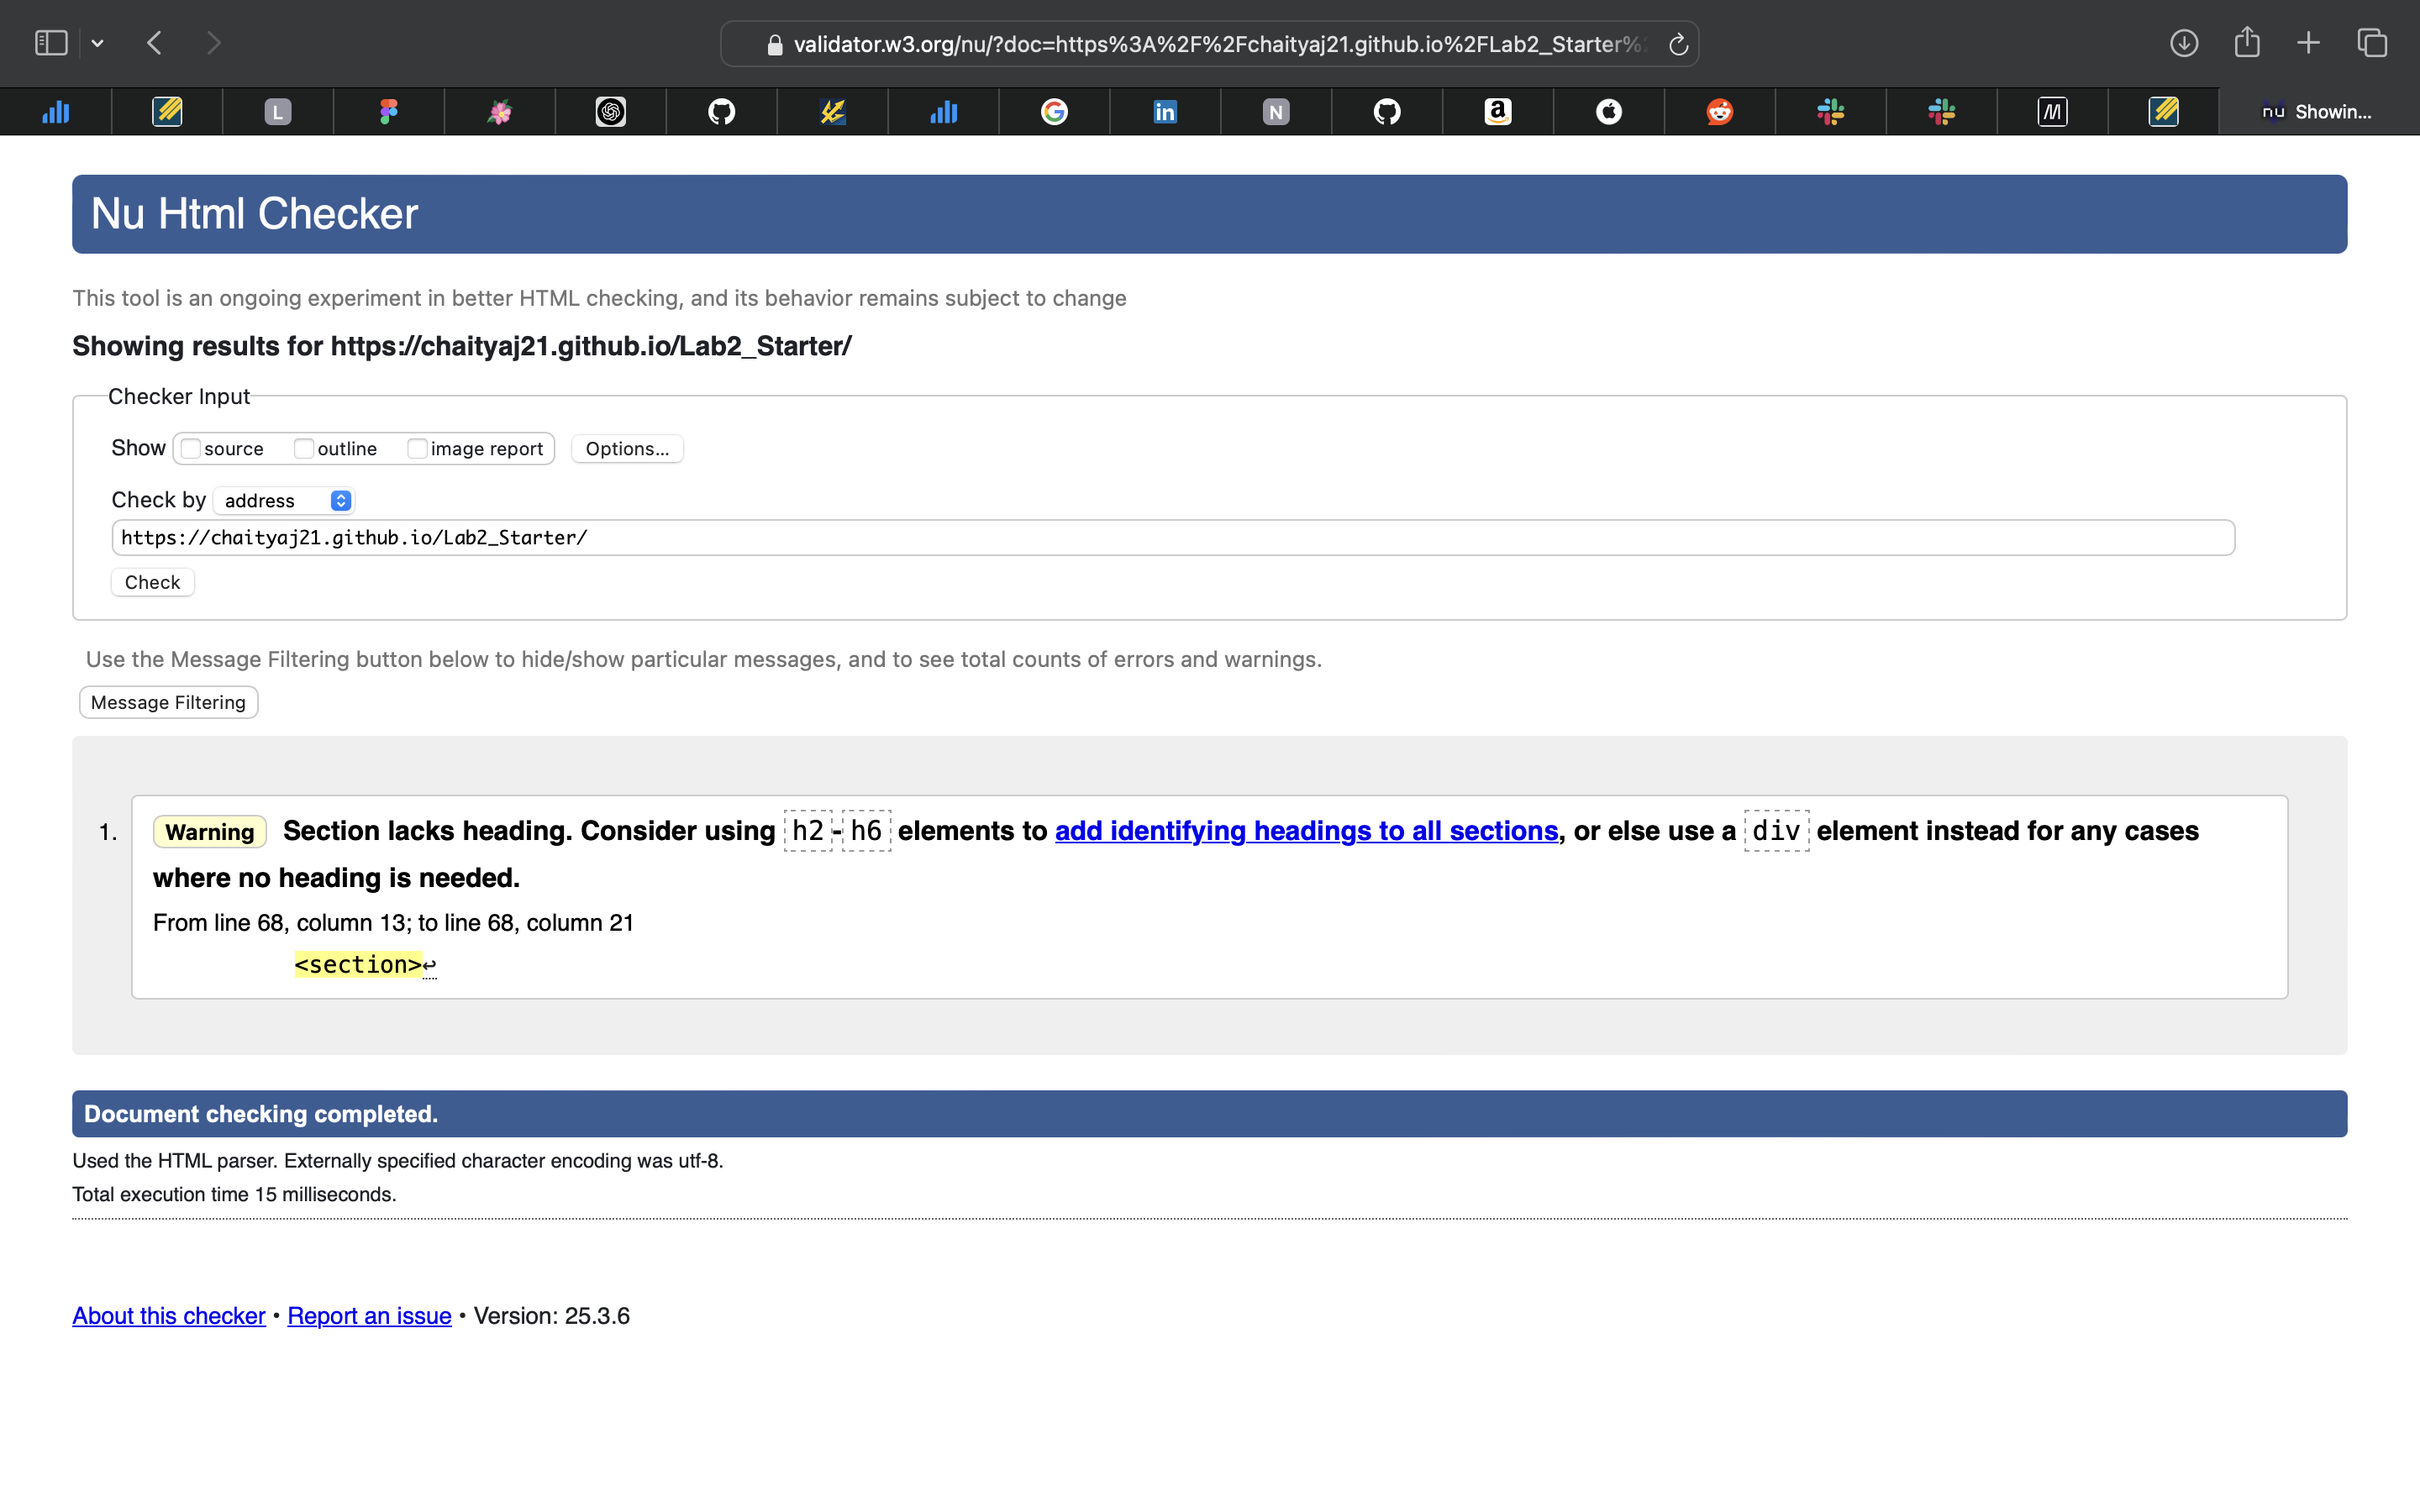 validator.w3.org/nu/?doc=https%3A%2F%2Fchaityaj21.github.io%2FLab2_Starter%
L
in
N
a
nu Showin...
Nu Html Checker
This tool is an ongoing experiment in better HTML checking, and its behavior remains subject to change
Showing results for https://chaityaj21.github.io/Lab2_Starter/
Checker Input
Show source outline image report Options...
Check by address
https://chaityaj21.github.io/Lab2_Starter/
Check
Use the Message Filtering button below to hide/show particular messages, and to see total counts of errors and warnings.
Message Filtering
1. Warning Section lacks heading. Consider using h2-h6 elements to add identifying headings to all sections, or else use a div element instead for any cases
where no heading is needed.
From line 68, column 13; to line 68, column 21
<section>↩
Document checking completed.
Used the HTML parser. Externally specified character encoding was utf-8.
Total execution time 15 milliseconds.
About this checker • Report an issue • Version: 25.3.6